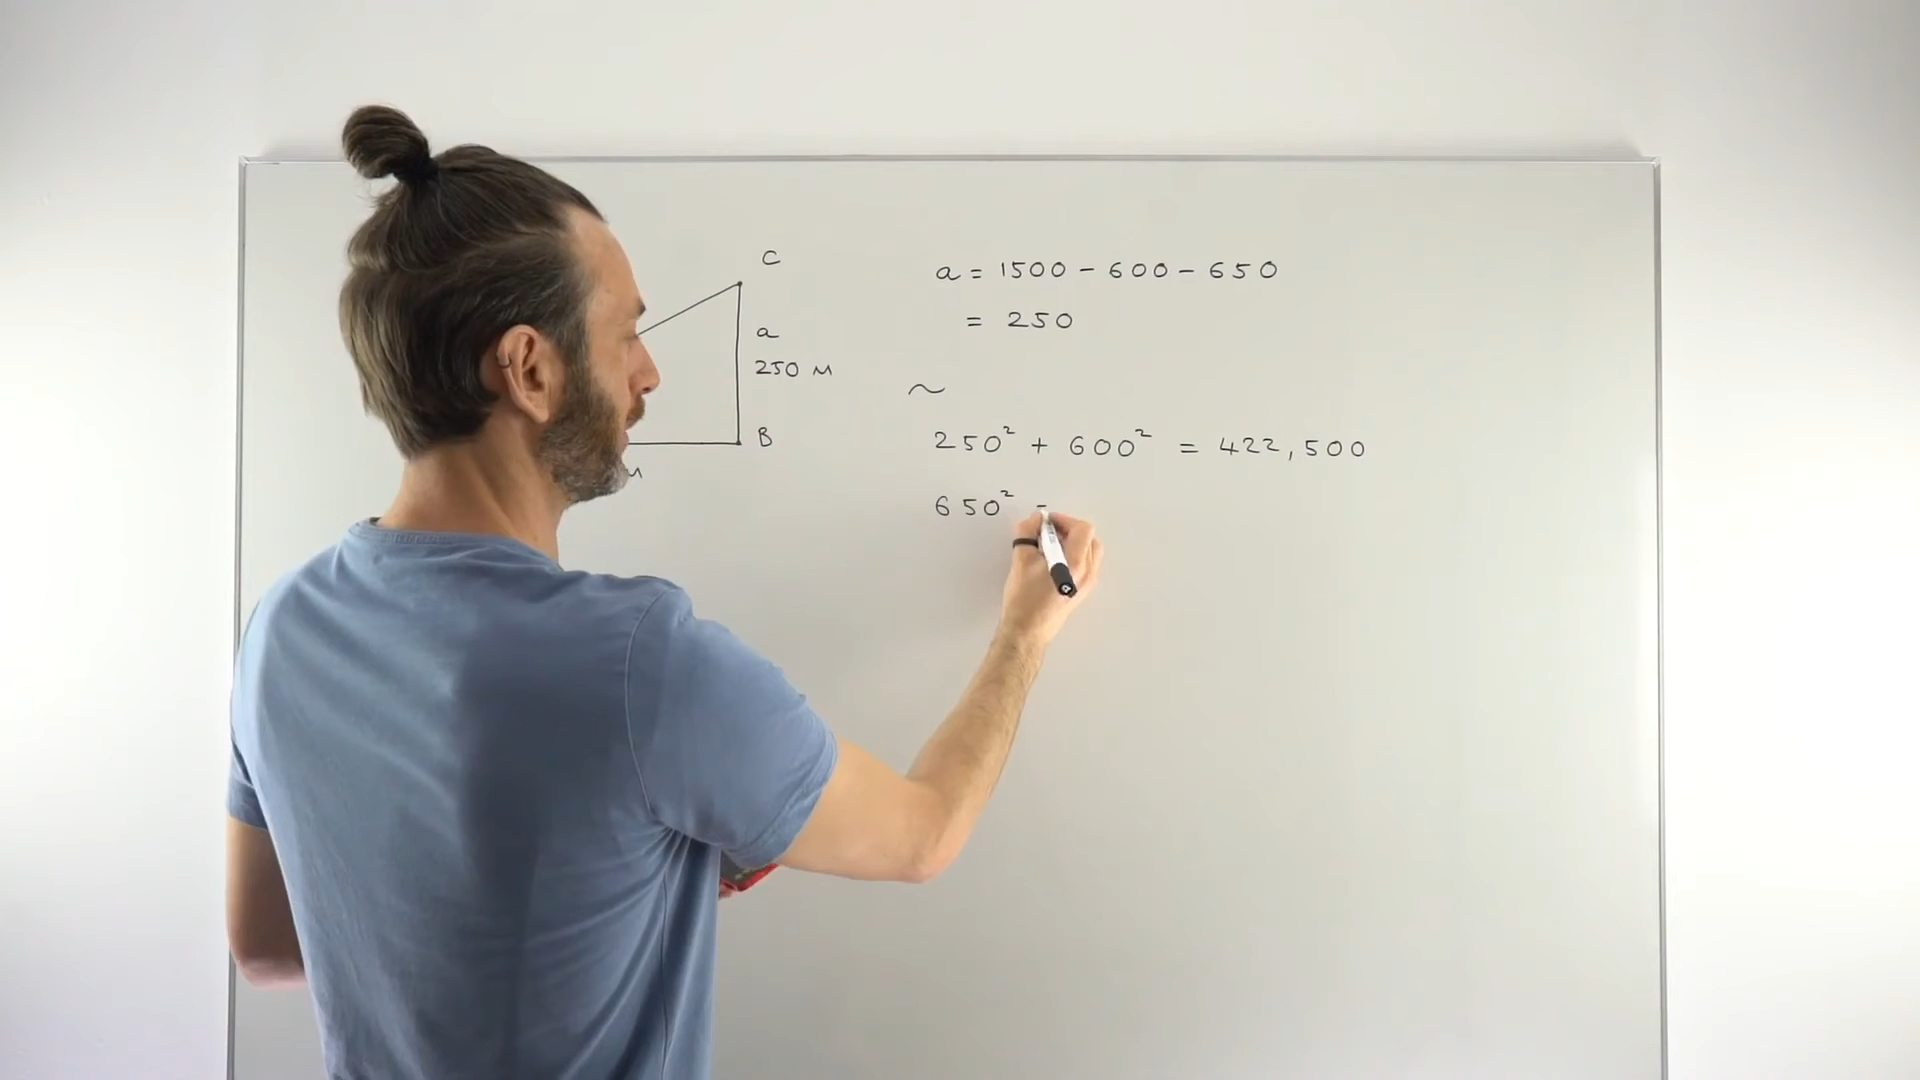 C
a
250 M
B
M
a = 1500 - 600 - 650
= 250
~
250² + 600² = 422,500
650² -